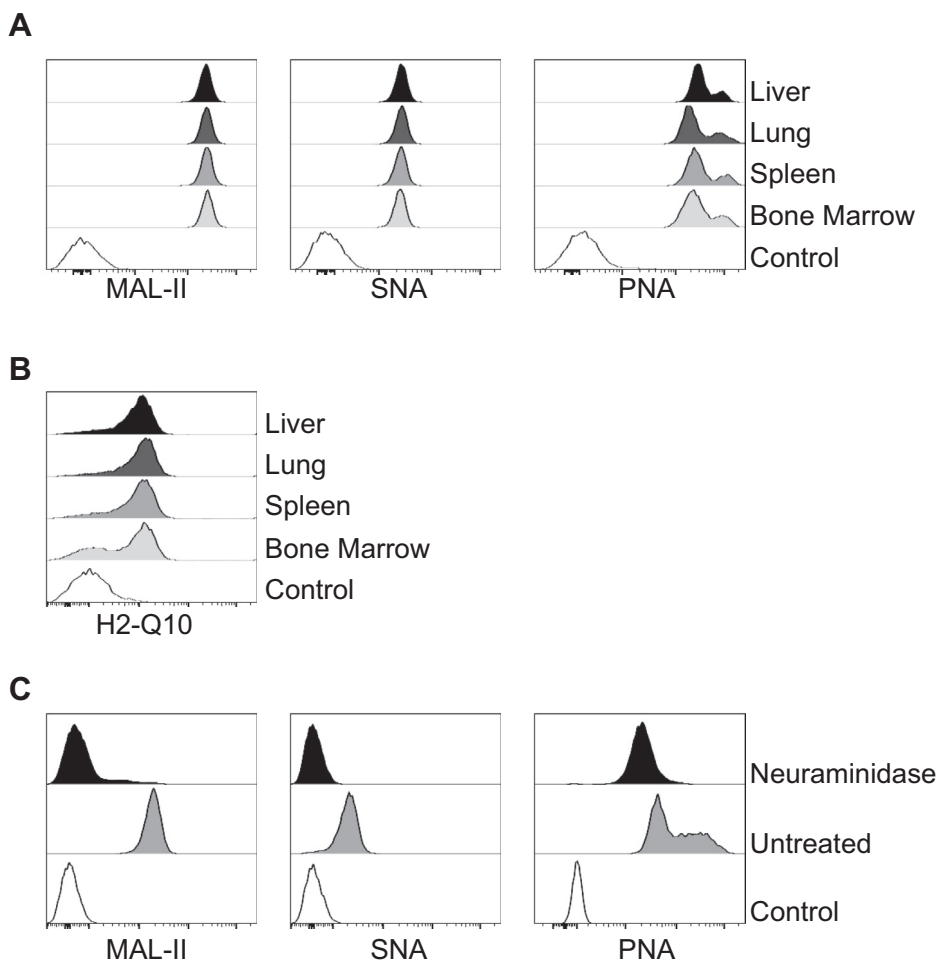 A
Liver
Lung
Spleen
Bone Marrow
Control
MAL-II SNA PNA
B
Liver
Lung
Spleen
Bone Marrow
Control
H2-Q10
C
Neuraminidase
Untreated
Control
MAL-II SNA PNA